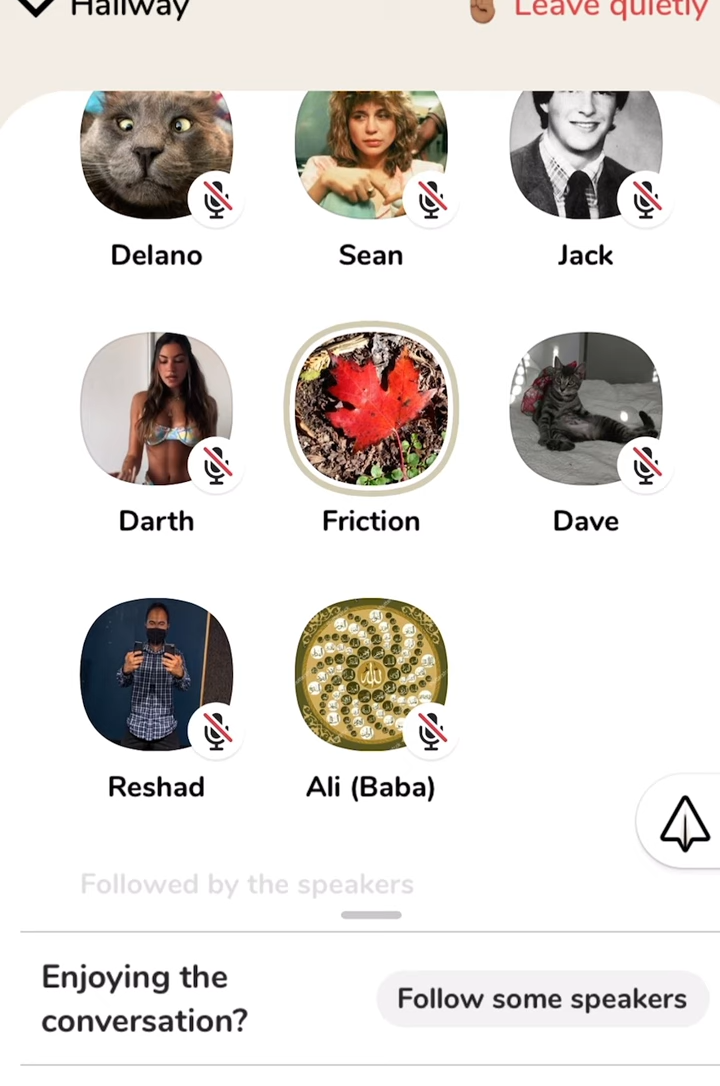 Hallway
Leave quietly
Delano
Sean
Jack
Darth
Friction
Dave
Reshad
Ali (Baba)
Followed by the speakers
Enjoying the
conversation?
Follow some speakers